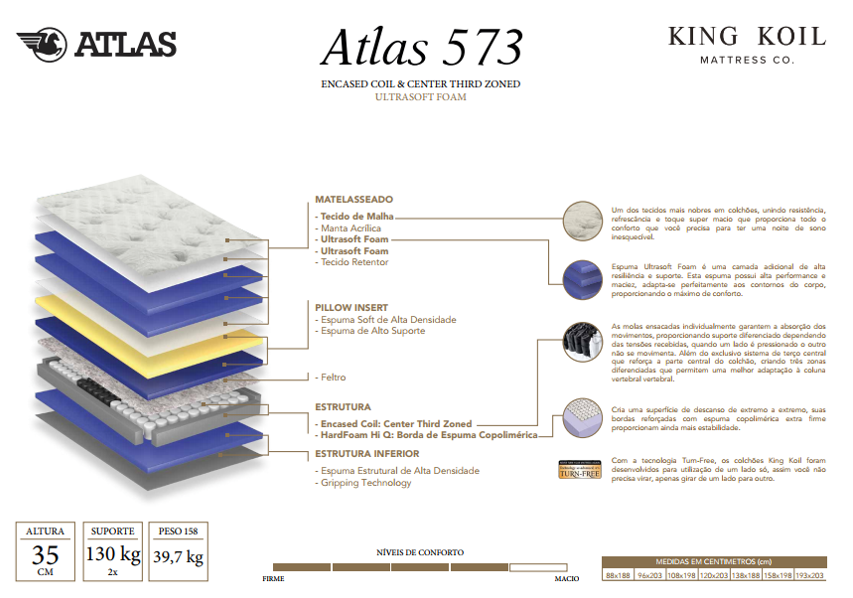 ATLAS
Atlas 573
ENCASED COIL & CENTER THIRD ZONED
ULTRASOFT FOAM
KING KOIL
MATTRESS CO.
MATELASSEADO
- Tecido de Malha
- Manta Acrílica
- Ultrasoft Foam
- Ultrasoft Foam
- Tecido Retentor
PILLOW INSERT
- Espuma Soft de Alta Densidade
- Espuma de Alto Suporte
- Feltro
ESTRUTURA
- Encased Coil: Center Third Zoned
- HardFoam Hi Q: Borda de Espuma Copolimérica
ESTRUTURA INFERIOR
- Espuma Estrutural de Alta Densidade
- Gripping Technology
Um dos tecidos mais nobres em colchões, unindo resistência,
refrescância e toque super macio que proporciona todo o
conforto que você precisa para ter uma noite de sono
inesquecível.
Espuma Ultrasoft Foam é uma camada adicional de alta
resiliência e suporte. Esta espuma possui alta performance e
maciez, adapta-se perfeitamente aos contornos do corpo,
proporcionando o máximo de conforto.
As molas ensacadas individualmente garantem a absorção dos
movimentos, proporcionando suporte diferenciado dependendo
das tensões recebidas, quando um lado é pressionado o outro
não se movimenta. Além do exclusivo sistema de terço central
que reforça a parte central do colchão, criando três zonas
diferenciadas que permitem uma melhor adaptação à coluna
vertebral vertebral.
Cria uma superfície de descanso de extremo a extremo, suas
bordas reforçadas com espuma copolimérica extra firme
proporcionam ainda mais estabilidade.
TURN-FREE
Com a tecnologia Turn-Free, os colchões King Koil foram
desenvolvidos para utilização de um lado só, assim você não
precisa virar, apenas girar de um lado para outro.
ALTURA
35
CM
SUPORTE
130 kg
2x
PESO 158
39,7 kg
NÍVEIS DE CONFORTO
FIRME
MACIO
MEDIDAS EM CENTÍMETROS (cm)
88x188 96x203 108x198 120x203 138x188 158x198 193x203